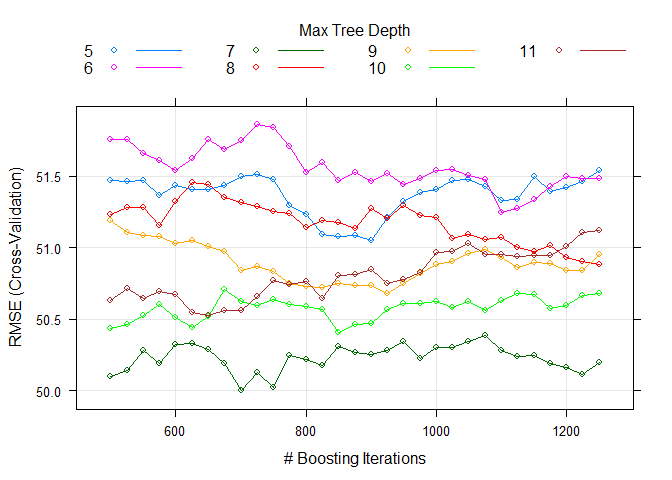 Max Tree Depth
5 7 9 11
6 8 10
RMSE (Cross-Validation)
51.5
51.0
50.5
50.0
600 800 1000 1200
# Boosting Iterations